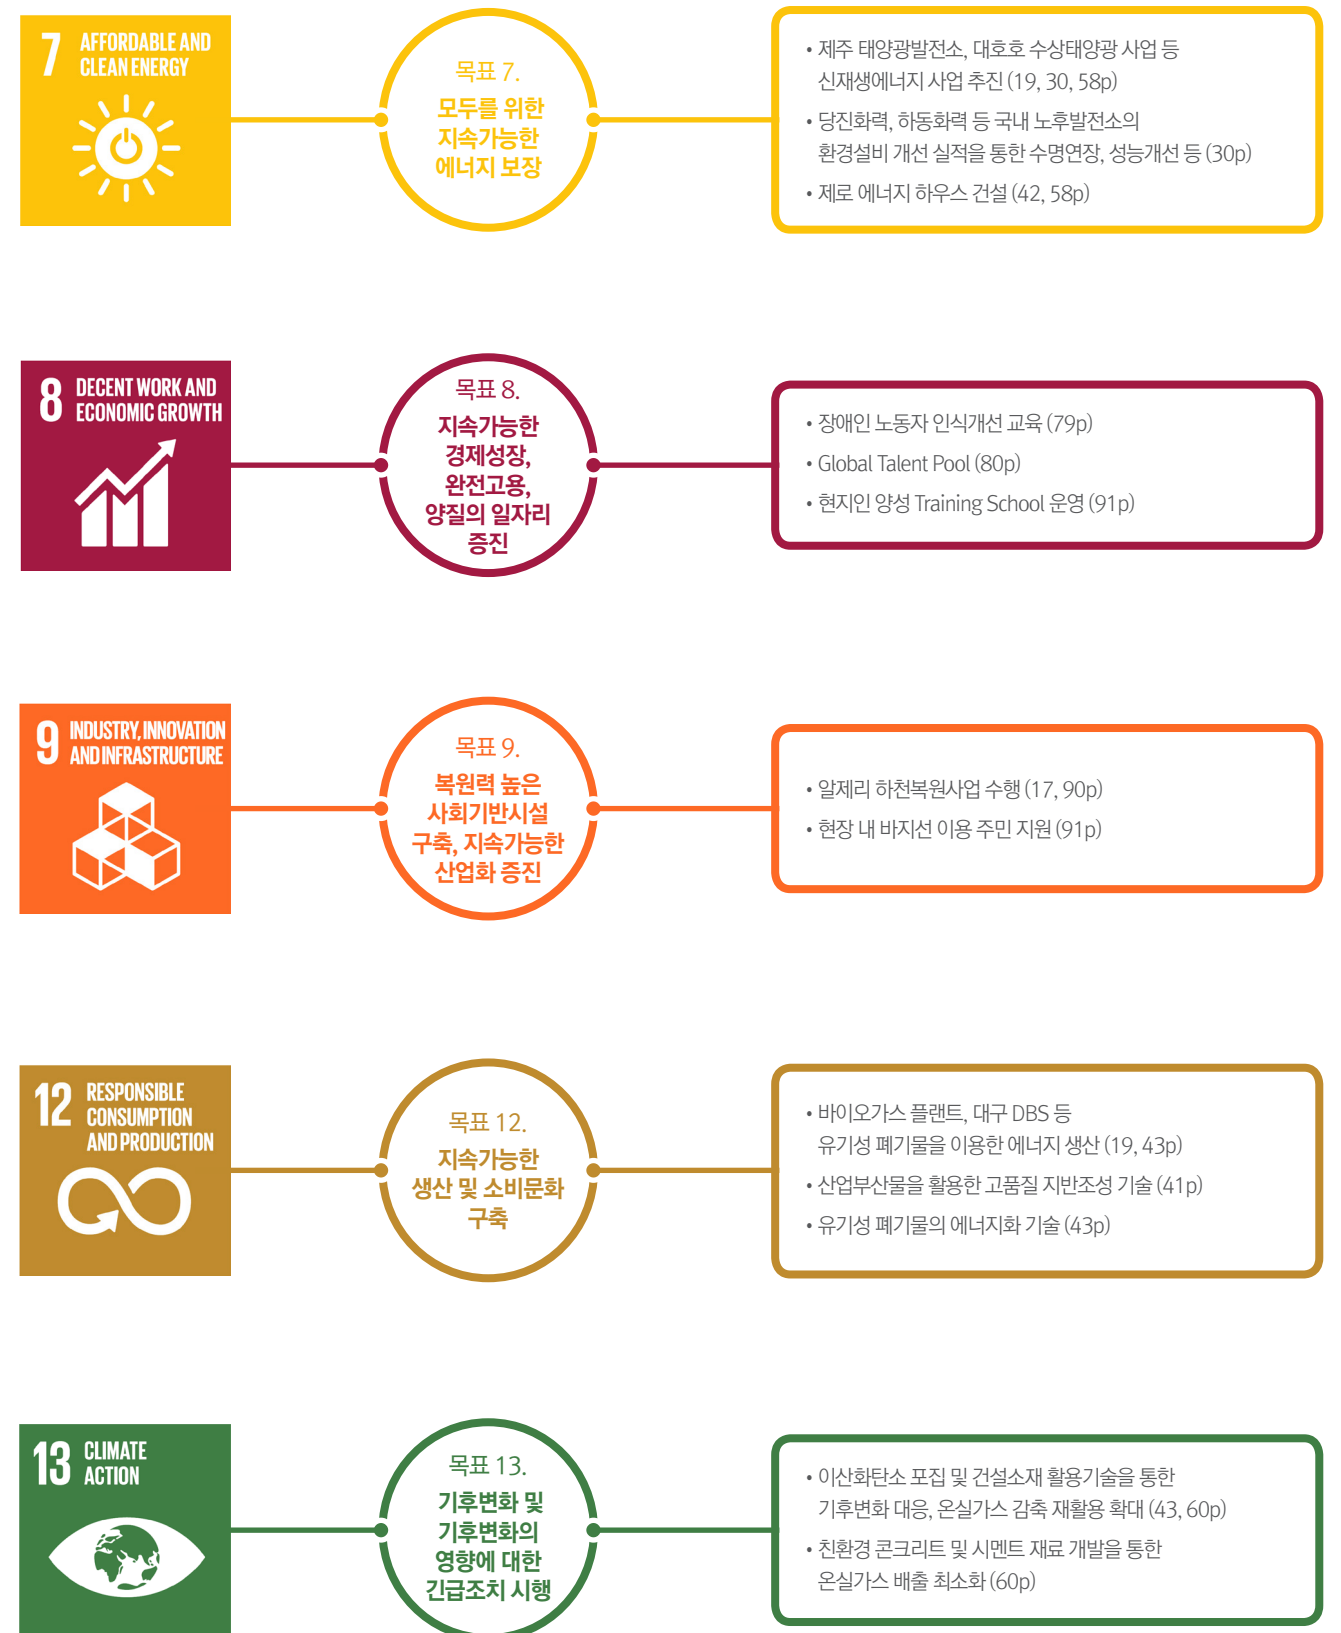 7 AFFORDABLE AND
CLEAN ENERGY
목표 7.
모두를 위한
지속가능한
에너지 보장
• 제주 태양광발전소, 대호호 수상태양광 사업 등
신재생에너지 사업 추진 (19, 30, 58p)
• 당진화력, 하동화력 등 국내 노후발전소의
환경설비 개선 실적을 통한 수명연장, 성능개선 등 (30p)
• 제로 에너지 하우스 건설 (42, 58p)
8 DECENT WORK AND
ECONOMIC GROWTH
목표 8.
지속가능한
경제성장,
완전고용,
양질의 일자리
증진
• 장애인 노동자 인식개선 교육 (79p)
• Global Talent Pool (80p)
• 현지인 양성 Training School 운영 (91p)
9 INDUSTRY, INNOVATION
AND INFRASTRUCTURE
목표 9.
복원력 높은
사회기반시설
구축, 지속가능한
산업화 증진
• 알제리 하천복원사업 수행 (17, 90p)
• 현장 내 바지선 이용 주민 지원 (91p)
12 RESPONSIBLE
CONSUMPTION
AND PRODUCTION
목표 12.
지속가능한
생산 및 소비문화
구축
• 바이오가스 플랜트, 대구 DBS 등
유기성 폐기물을 이용한 에너지 생산 (19, 43p)
• 산업부산물을 활용한 고품질 지반조성 기술 (41p)
• 유기성 폐기물의 에너지화 기술 (43p)
13 CLIMATE
ACTION
목표 13.
기후변화 및
기후변화의
영향에 대한
긴급조치 시행
• 이산화탄소 포집 및 건설소재 활용기술을 통한
기후변화 대응, 온실가스 감축 재활용 확대 (43, 60p)
• 친환경 콘크리트 및 시멘트 재료 개발을 통한
온실가스 배출 최소화 (60p)